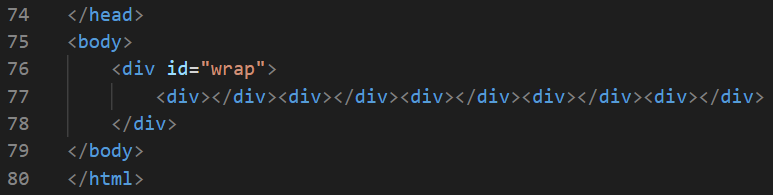 74 </head>
75 <body>
76 <div id="wrap">
77 <div></div><div></div><div></div><div></div><div></div>
78 </div>
79 </body>
80 </html>